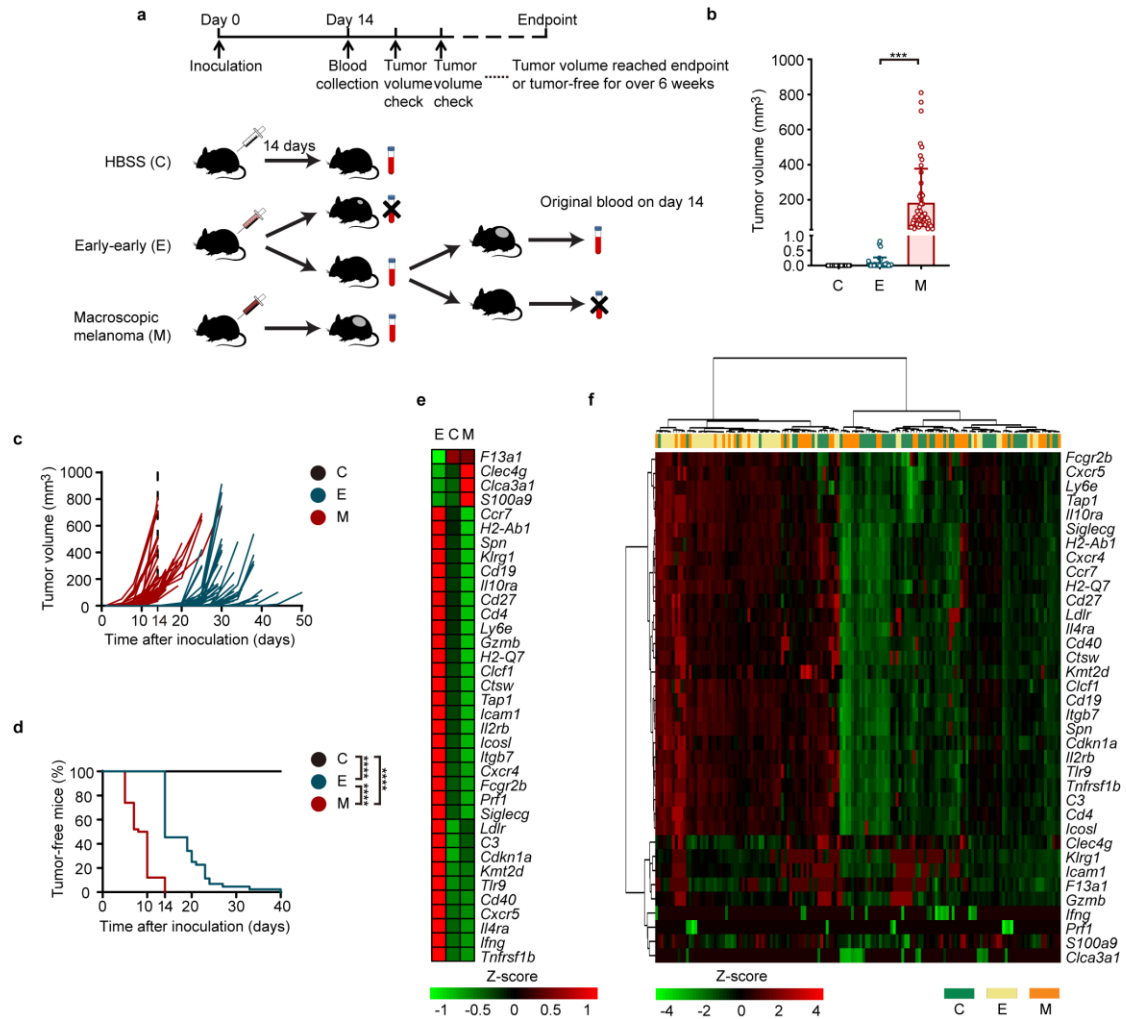 a
Day 0
Day 14
Endpoint
Inoculation
Blood
collection
Tumor
volume
check
Tumor
volume
check
Tumor volume reached endpoint
or tumor-free for over 6 weeks
HBSS (C)
14 days
Original blood on day 14
Early-early (E)
Macroscopic
melanoma (M)
b
***
Tumor volume (mm3)
1000
800
600
400
200
1.0
0.5
0.0
C E M
c
Tumor volume (mm3)
1000
800
600
400
200
0
0 10 14 20 30 40 50
Time after inoculation (days)
C
E
M
d
Tumor-free mice (%)
100
80
60
40
20
0
0 10 14 20 30 40
Time after inoculation (days)
C
E
M
****
****
****
e
E C M
F13a1
Clec4g
Clca3a1
S100a9
Ccr7
H2-Ab1
Spn
Klrg1
Cd19
Il10ra
Cd27
Cd4
Ly6e
Gzmb
H2-Q7
Clcf1
Ctsw
Tap1
Icam1
Il2rb
Icosl
Itgb7
Cxcr4
Fcgr2b
Prf1
Siglecg
Ldlr
C3
Cdkn1a
Kmt2d
Tlr9
Cd40
Cxcr5
Il4ra
Ifng
Tnfrsf1b
Z-score
-1 -0.5 0 0.5 1
f
Fcgr2b
Cxcr5
Ly6e
Tap1
Il10ra
Siglecg
H2-Ab1
Cxcr4
Ccr7
H2-Q7
Cd27
Ldlr
Il4ra
Cd40
Ctsw
Kmt2d
Clcf1
Cd19
Itgb7
Spn
Cdkn1a
Il2rb
Tlr9
Tnfrsf1b
C3
Cd4
Icosl
Clec4g
Klrg1
Icam1
F13a1
Gzmb
Ifng
Prf1
S100a9
Clca3a1
Z-score
-4 -2 0 2 4
C E M